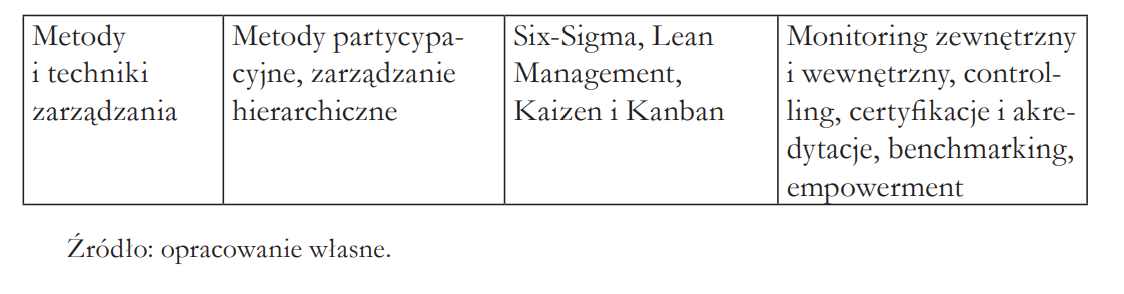 Metody
i techniki
zarządzania
Metody partycypa-
cyjne, zarządzanie
hierarchiczne
Six-Sigma, Lean
Management,
Kaizen i Kanban
Monitoring zewnętrzny
i wewnętrzny, control-
ling, certyfikacje i akre-
dytacje, benchmarking,
empowerment
Źródło: opracowanie własne.